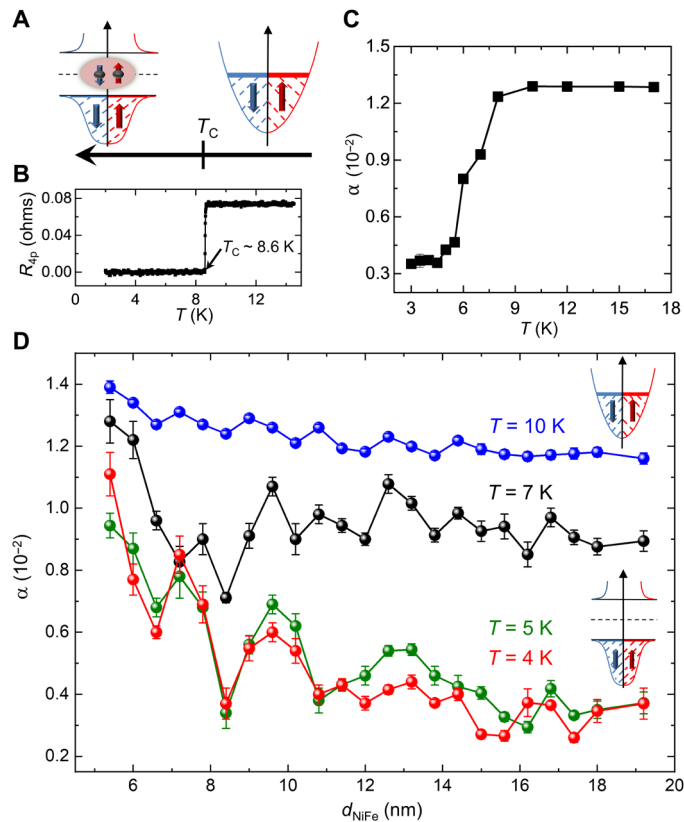 A
T_C
B
R_4p (ohms)
0.08
0.04
0.00
T_C ~ 8.6 K
0 4 8 12
T (K)
C
α (10⁻²)
1.5
1.2
0.9
0.6
0.3
3 6 9 12 15 18
T (K)
D
α (10⁻²)
1.4
1.2
1.0
0.8
0.6
0.4
0.2
T = 10 K
T = 7 K
T = 5 K
T = 4 K
6 8 10 12 14 16 18 20
d_NiFe (nm)